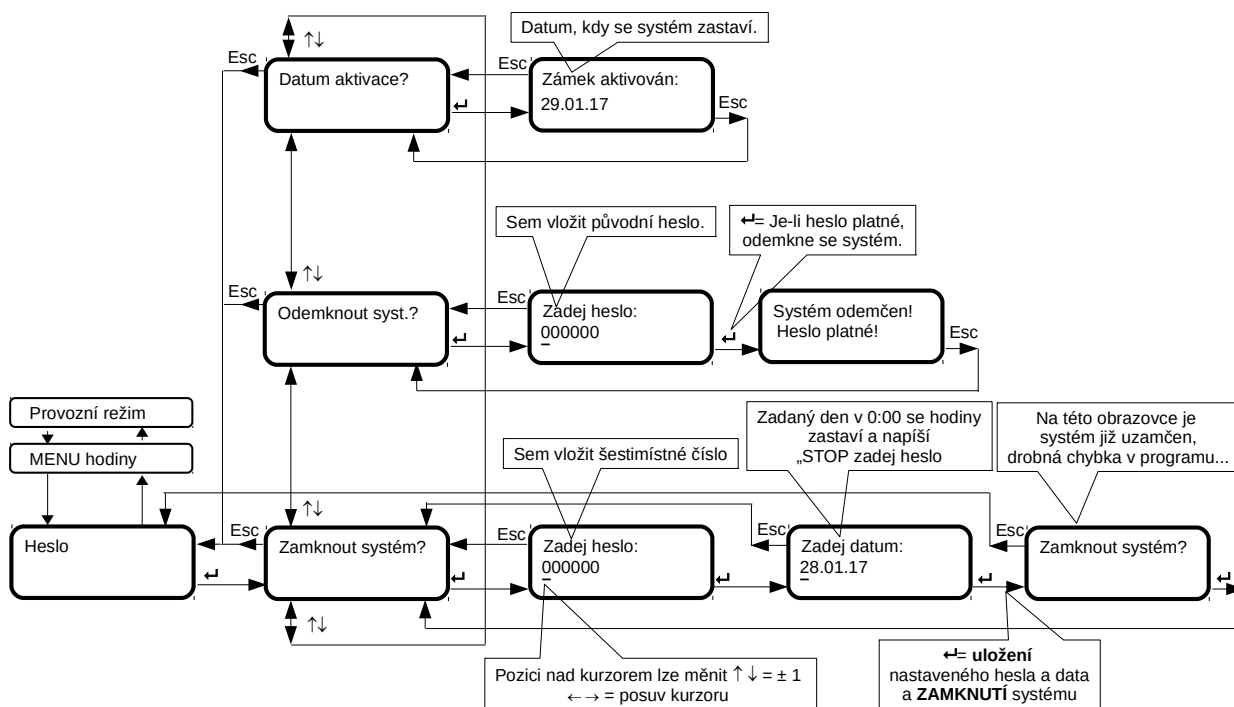 Datum, kdy se systém zastaví.
↑↓
Esc
Datum aktivace?
↵
Esc
Zámek aktivován:
29.01.17
Esc
Sem vložit původní heslo.
↵= Je-li heslo platné,
odemkne se systém.
↑↓
Esc
Odemknout syst.?
↵
Esc
Zadej heslo:
000000
↵
Systém odemčen!
Heslo platné!
Esc
Provozní režim
MENU hodiny
Sem vložit šestimístné číslo
Zadaný den v 0:00 se hodiny
zastaví a napíší
„STOP zadej heslo
Na této obrazovce je
systém již uzamčen,
drobná chybka v programu...
Heslo
↵
↑↓
Esc
Zamknout systém?
↵
Esc
Zadej heslo:
000000
↵
Esc
Zadej datum:
28.01.17
↵
Esc
Zamknout systém?
↵
↑↓
Pozici nad kurzorem lze měnit ↑↓ = ± 1
←→ = posuv kurzoru
↵= uložení
nastaveného hesla a data
a ZAMKNUTÍ systému